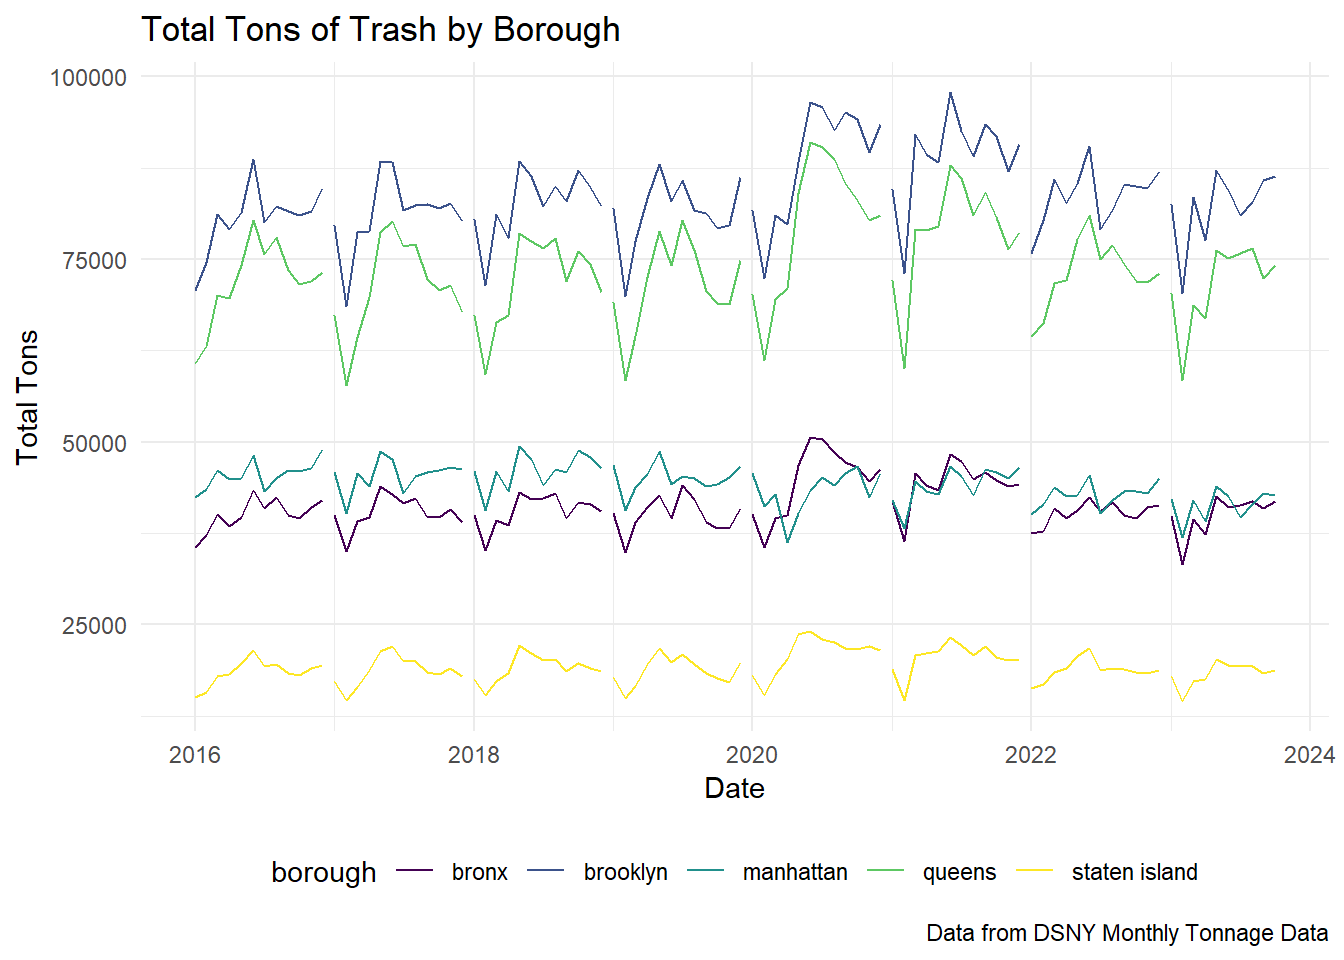 Total Tons of Trash by Borough
100000
75000
50000
25000
Total Tons
2016 2018 2020 2022 2024
Date
borough bronx brooklyn manhattan queens staten island
Data from DSNY Monthly Tonnage Data